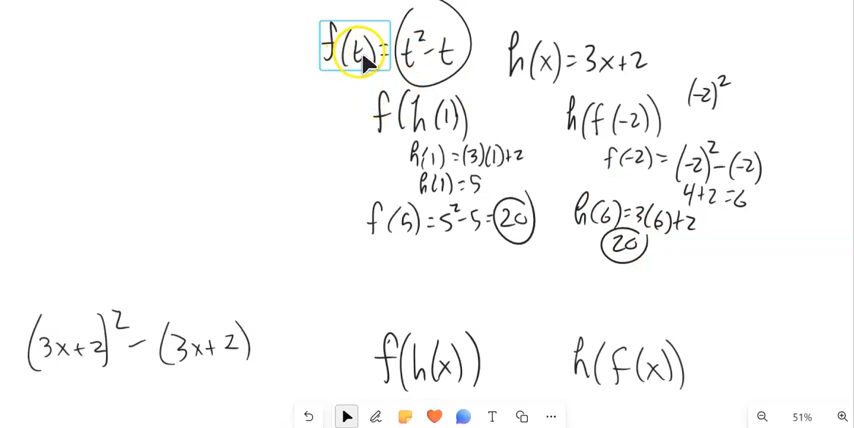 f(t) = (t² - t
h(x) = 3x+2
f(h(1))
h(1) = (3)(1)+2
h(1) = 5
f(5) = 5² - 5 = 20
h(f(-2))
(-2)²
f(-2) = (-2)² - (-2)
4+2 = 6
h(6) = 3(6)+2
20
(3x+2)² - (3x+2)
f(h(x))
h(f(x))
T
51%